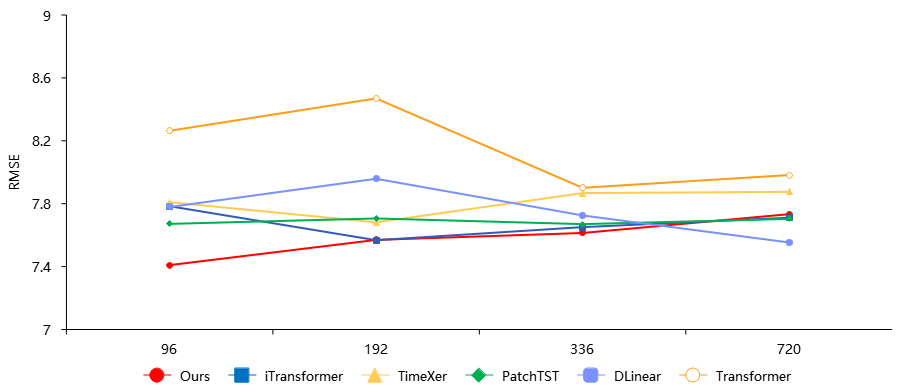 9
8.6
8.2
7.8
7.4
7
RMSE
96 192 336 720
Ours iTransformer TimeXer PatchTST DLinear Transformer